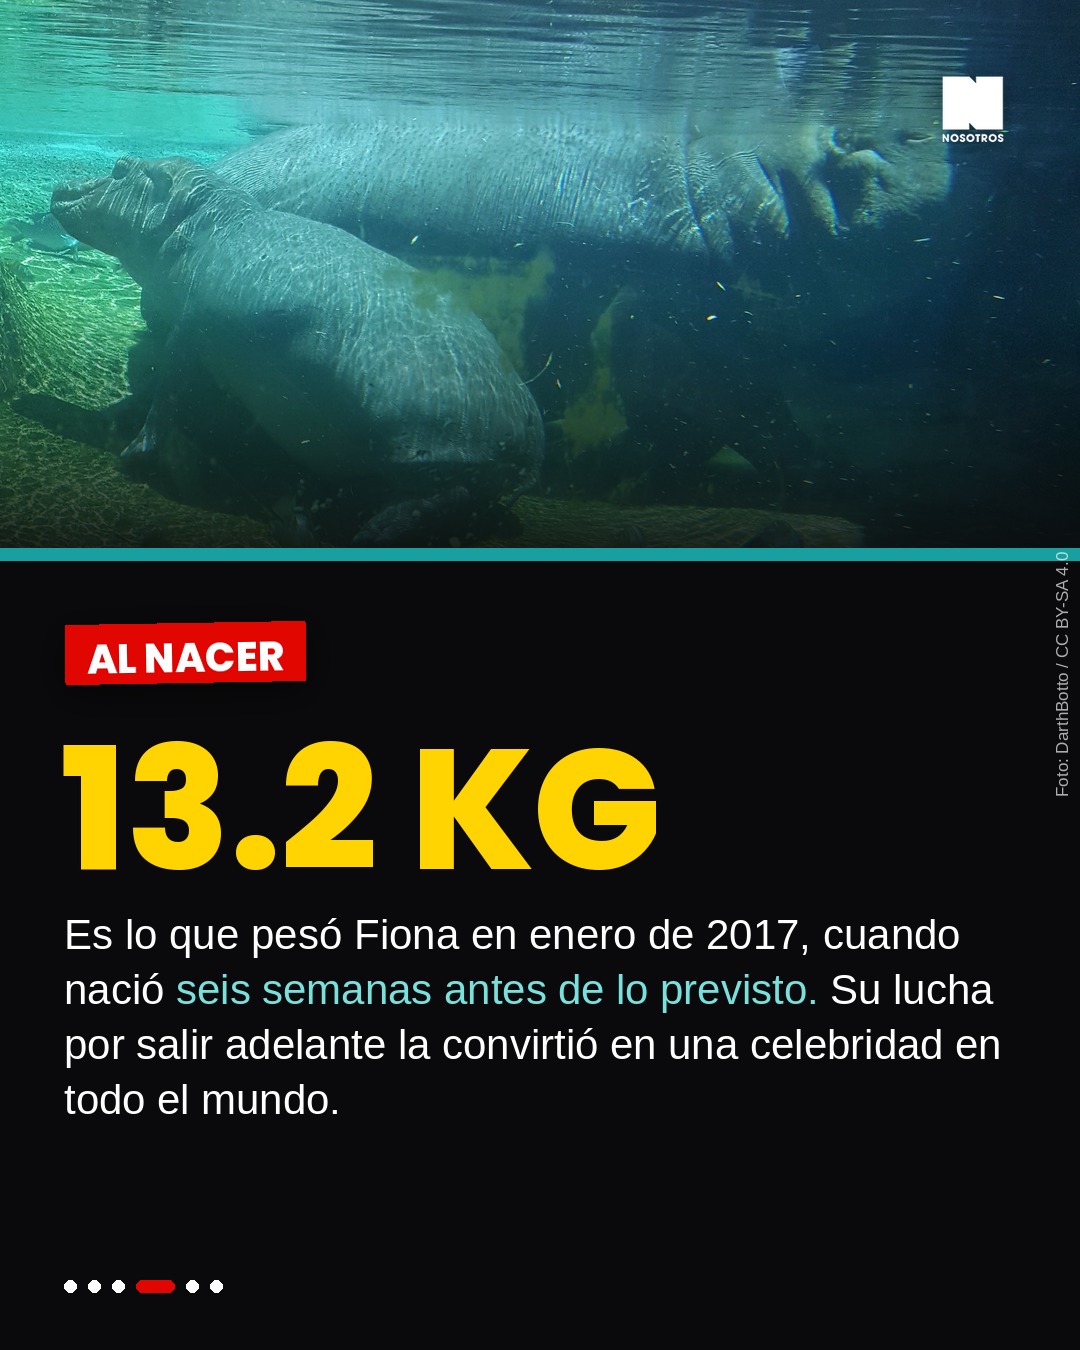 N
NOSOTROS
Foto: DarthBotto / CC BY-SA 4.0
AL NACER
13.2 KG
Es lo que pesó Fiona en enero de 2017, cuando
nació seis semanas antes de lo previsto. Su lucha
por salir adelante la convirtió en una celebridad en
todo el mundo.